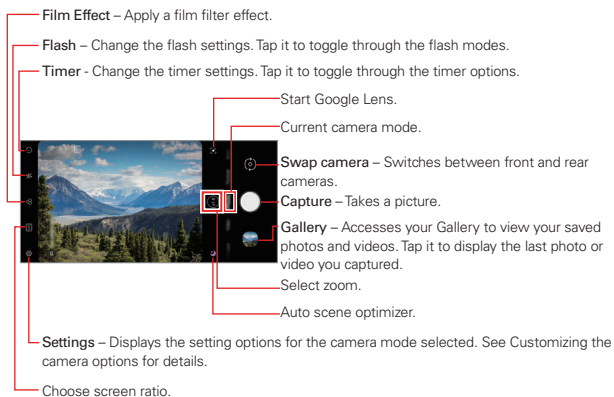 Film Effect – Apply a film filter effect.
Flash – Change the flash settings. Tap it to toggle through the flash modes.
Timer - Change the timer settings. Tap it to toggle through the timer options.
Start Google Lens.
Current camera mode.
Swap camera – Switches between front and rear
cameras.
Capture – Takes a picture.
Gallery – Accesses your Gallery to view your saved
photos and videos. Tap it to display the last photo or
video you captured.
Select zoom.
Auto scene optimizer.
Settings – Displays the setting options for the camera mode selected. See Customizing the
camera options for details.
Choose screen ratio.